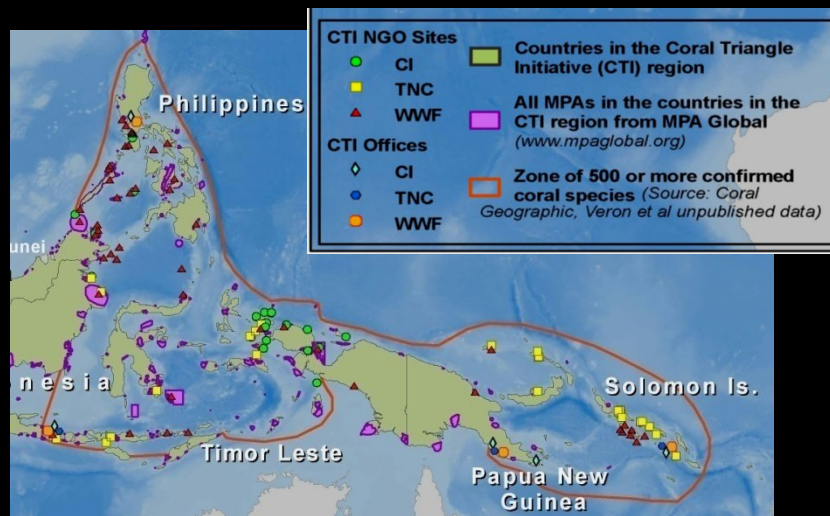 CTI NGO Sites
CI
TNC
WWF
CTI Offices
CI
TNC
WWF
Countries in the Coral Triangle
Initiative (CTI) region
All MPAs in the countries in the
CTI region from MPA Global
(www.mpaglobal.org)
Zone of 500 or more confirmed
coral species (Source: Coral
Geographic, Veron et al unpublished data)
Philippines
unei
nesia
Solomon Is.
Timor Leste
Papua New
Guinea